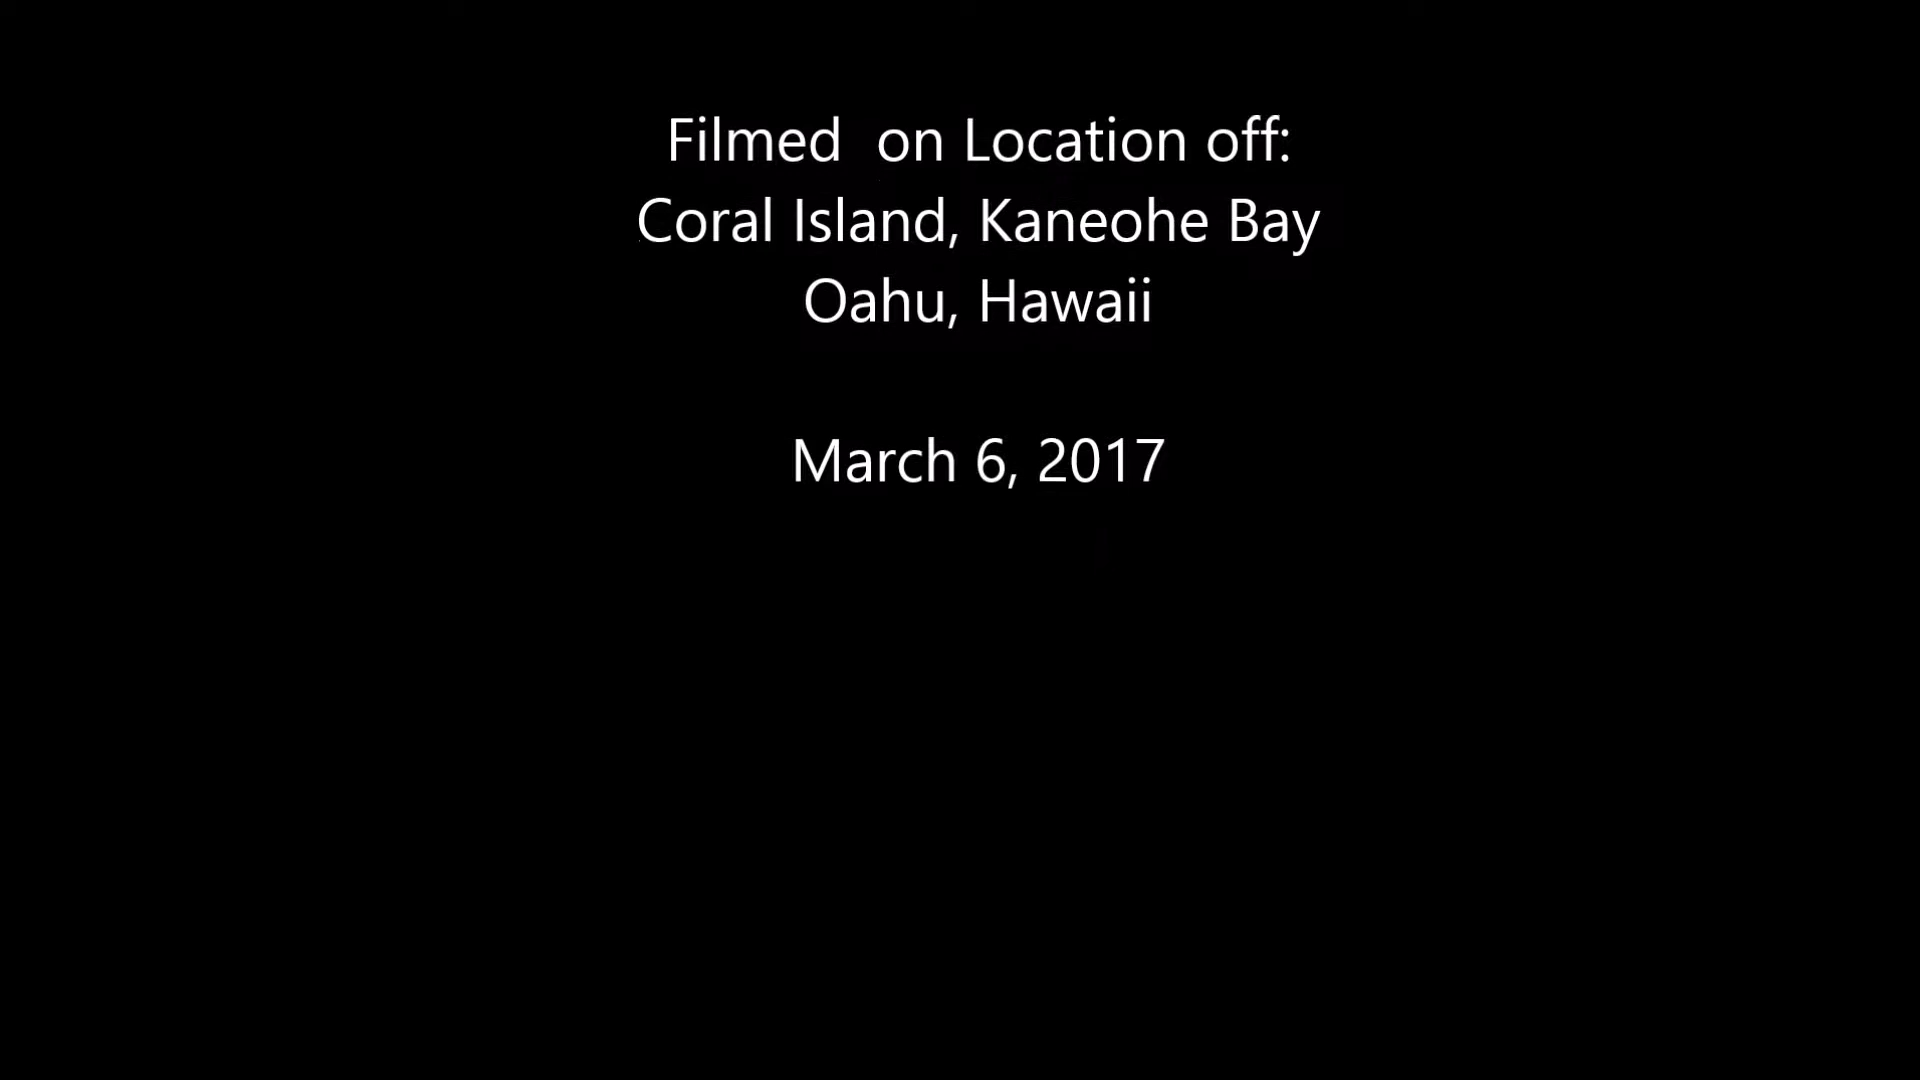 Filmed  on Location off:
Coral Island, Kaneohe Bay
Oahu, Hawaii
March 6, 2017